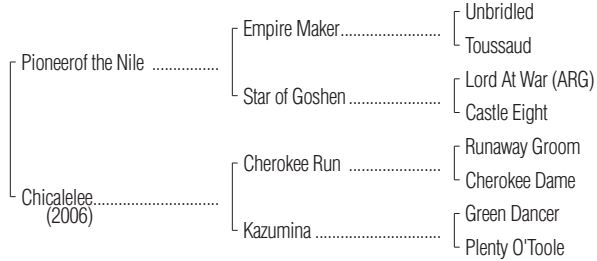 Unbridled
Empire Maker....................
Toussaud
Pioneerof the Nile ..............
Lord At War (ARG)
Star of Goshen ...................
Castle Eight
Runaway Groom
Cherokee Run ...................
Cherokee Dame
Chicalelee..........................
(2006)
Green Dancer
Kazumina ..........................
Plenty O'Toole